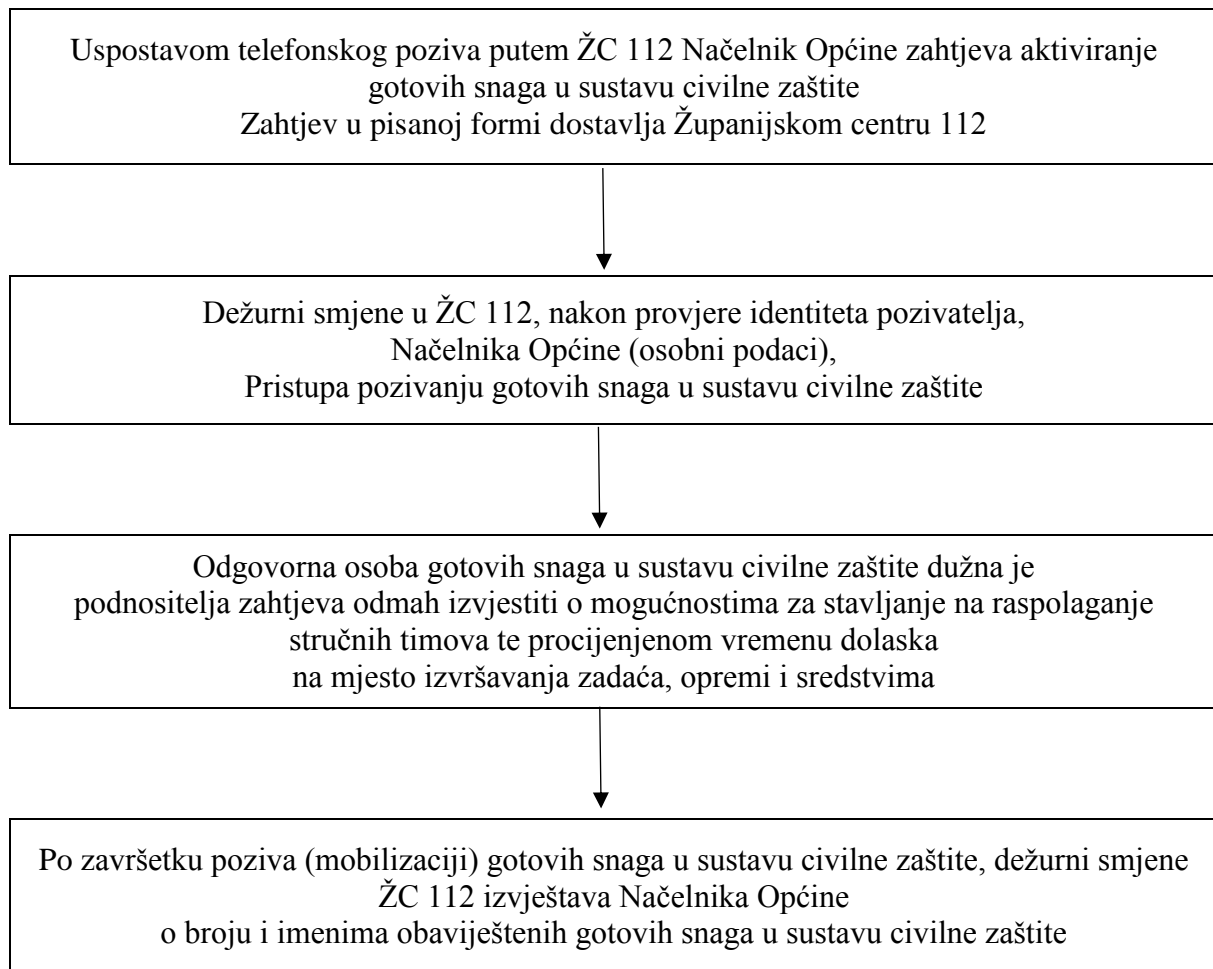 Uspostavom telefonskog poziva putem ŽC 112 Načelnik Općine zahtjeva aktiviranje
gotovih snaga u sustavu civilne zaštite
Zahtjev u pisanoj formi dostavlja Županijskom centru 112
Dežurni smjene u ŽC 112, nakon provjere identiteta pozivatelja,
Načelnika Općine (osobni podaci),
Pristupa pozivanju gotovih snaga u sustavu civilne zaštite
Odgovorna osoba gotovih snaga u sustavu civilne zaštite dužna je
podnositelja zahtjeva odmah izvjestiti o mogućnostima za stavljanje na raspolaganje
stručnih timova te procijenjenom vremenu dolaska
na mjesto izvršavanja zadaća, opremi i sredstvima
Po završetku poziva (mobilizaciji) gotovih snaga u sustavu civilne zaštite, dežurni smjene
ŽC 112 izvještava Načelnika Općine
o broju i imenima obaviještenih gotovih snaga u sustavu civilne zaštite